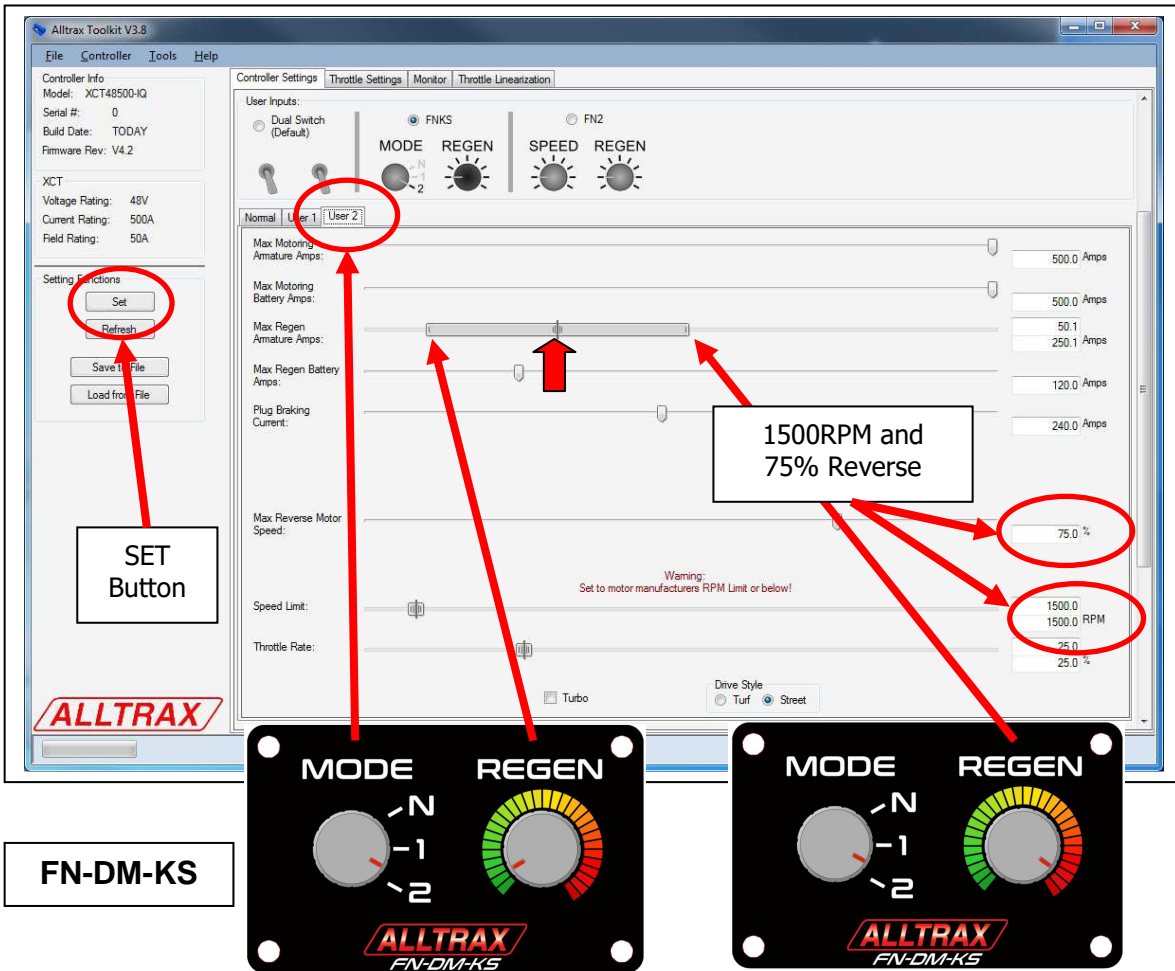 Alltrax Toolkit V3.8
File Controller Tools Help
Controller Info
Model: XCT48500-IQ
Serial #: 0
Build Date: TODAY
Firmware Rev: V4.2
XCT
Voltage Rating: 48V
Current Rating: 500A
Field Rating: 50A
Setting Functions
Set
Refresh
Save to File
Load from File
SET
Button
ALLTRAX
Controller Settings Throttle Settings Monitor Throttle Linearization
User Inputs:
Dual Switch
(Default)
FNKS
MODE REGEN
N
1
2
FN2
SPEED REGEN
Normal User 1 User 2
Max Motoring
Armature Amps:
500.0 Amps
Max Motoring
Battery Amps:
500.0 Amps
Max Regen
Armature Amps:
50.1
250.1 Amps
Max Regen Battery
Amps:
120.0 Amps
Plug Braking
Current:
240.0 Amps
1500RPM and
75% Reverse
Max Reverse Motor
Speed:
75.0 %
Warning:
Set to motor manufacturers RPM Limit or below!
Speed Limit:
1500.0
1500.0 RPM
Throttle Rate:
25.0
25.0 %
Turbo
Drive Style
Turf Street
FN-DM-KS
MODE REGEN
N
1
2
ALLTRAX
FN-DM-KS
MODE REGEN
N
1
2
ALLTRAX
FN-DM-KS